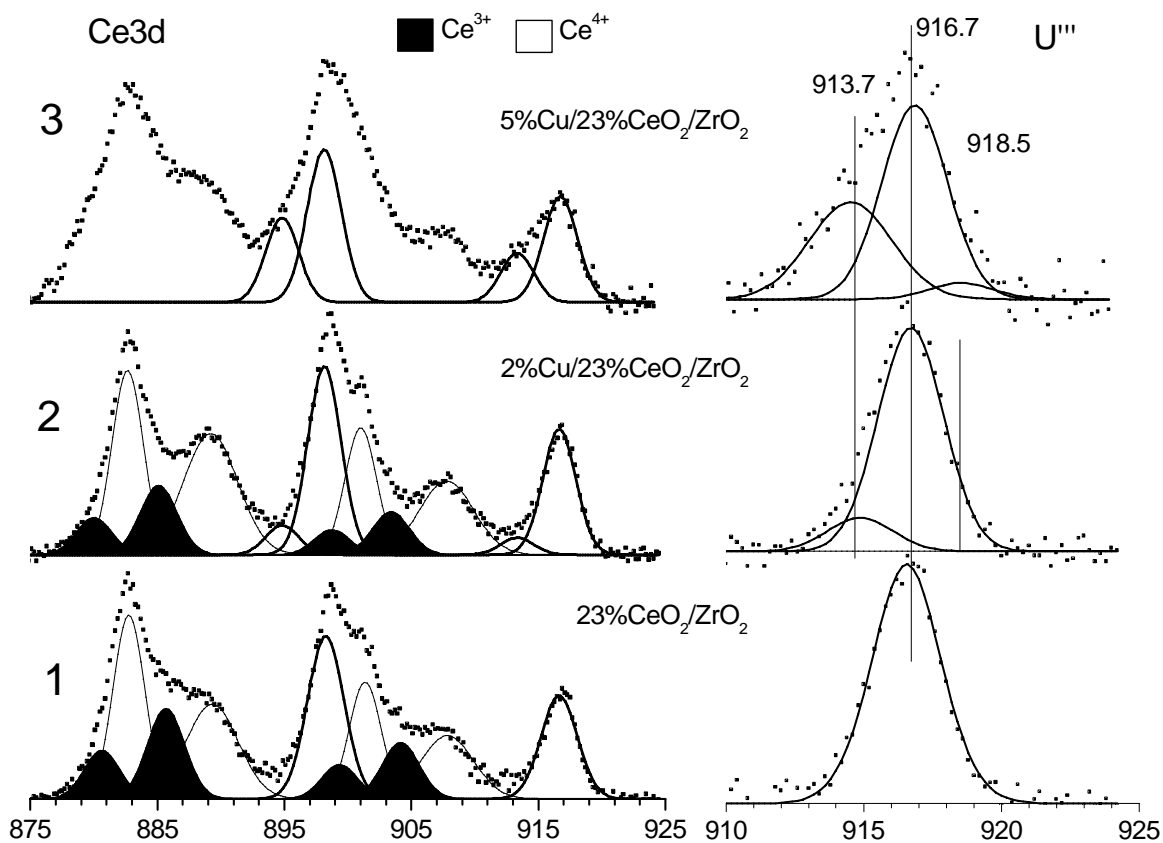 Ce3d
Ce³⁺ Ce⁴⁺
916.7
U'''
913.7
3
5%Cu/23%CeO₂/ZrO₂
918.5
2%Cu/23%CeO₂/ZrO₂
2
23%CeO₂/ZrO₂
1
875 885 895 905 915 925
910 915 920 925